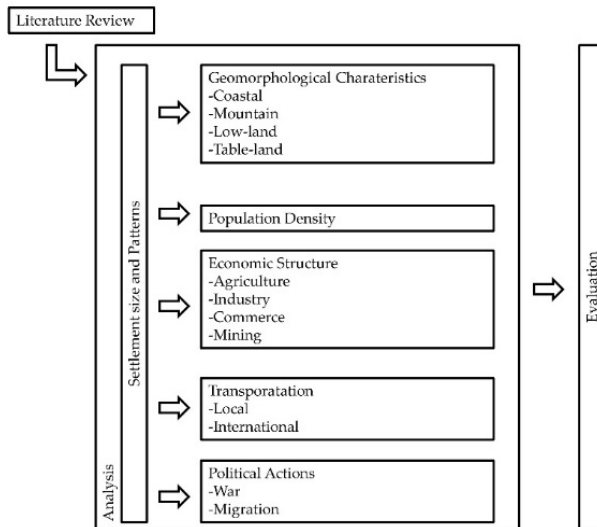 Literature Review
Analysis
Settlement size and Patterns
Geomorphological Charateristics
-Coastal
-Mountain
-Low-land
-Table-land
Population Density
Economic Structure
-Agriculture
-Industry
-Commerce
-Mining
Transporatation
-Local
-International
Political Actions
-War
-Migration
Evaluation